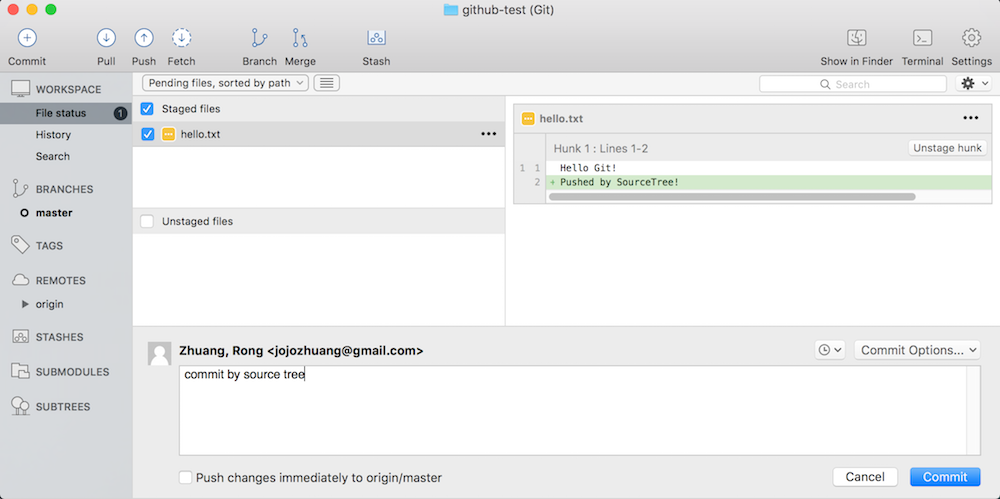 github-test (Git)
Commit Pull Push Fetch Branch Merge Stash Show in Finder Terminal Settings
WORKSPACE
File status 1
History
Search
BRANCHES
master
TAGS
REMOTES
origin
STASHES
SUBMODULES
SUBTREES
Pending files, sorted by path
Search
Staged files
hello.txt
Unstaged files
hello.txt
Hunk 1 : Lines 1-2 Unstage hunk
1 1 Hello Git!
2 + Pushed by SourceTree!
Zhuang, Rong <jojozhuang@gmail.com>
Commit Options...
commit by source tree
Push changes immediately to origin/master
Cancel Commit